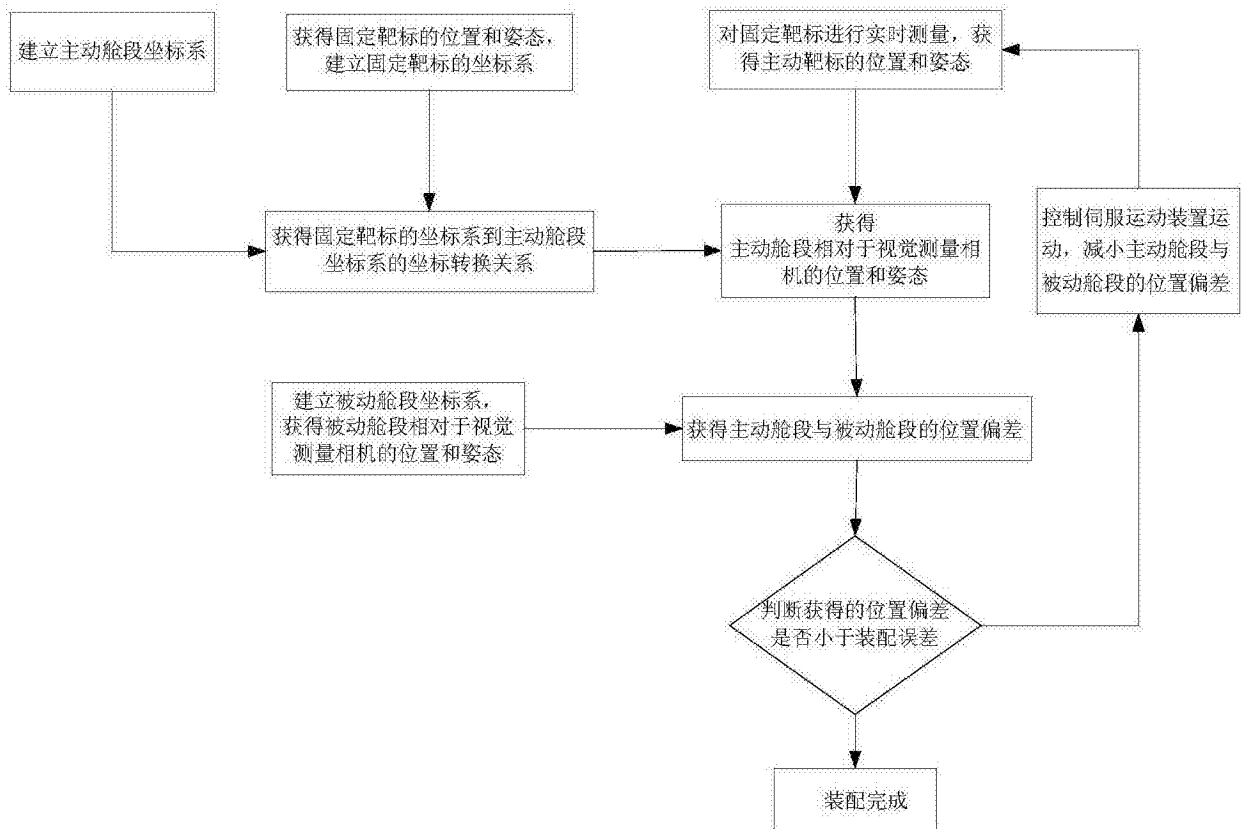 建立主动舱段坐标系
获得固定靶标的位置和姿态，
建立固定靶标的坐标系
对固定靶标进行实时测量，获
得主动靶标的位置和姿态
获得固定靶标的坐标系到主动舱段
坐标系的坐标转换关系
获得
主动舱段相对于视觉测量相
机的位置和姿态
控制伺服运动装置运
动，减小主动舱段与
被动舱段的位置偏差
建立被动舱段坐标系，
获得被动舱段相对于视觉
测量相机的位置和姿态
获得主动舱段与被动舱段的位置偏差
判断获得的位置偏差
是否小于装配误差
装配完成